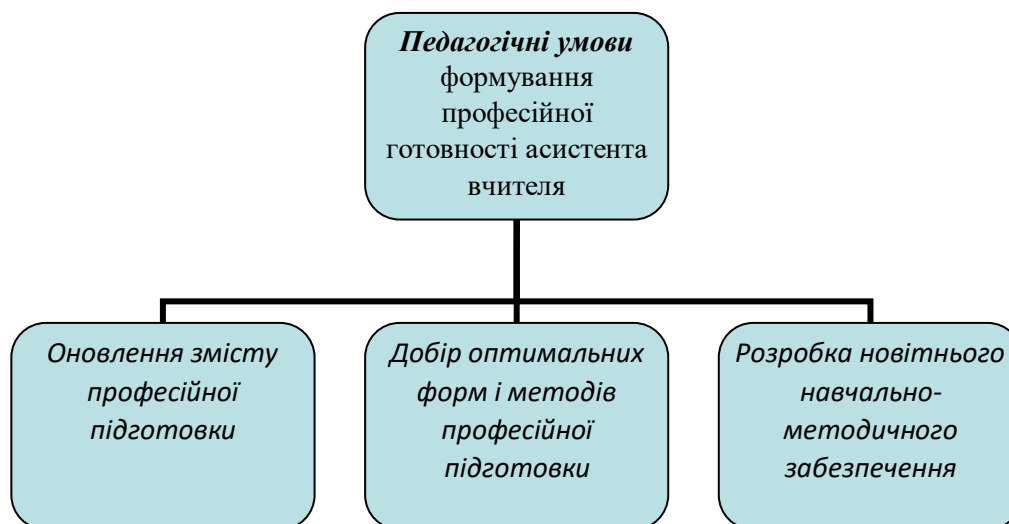 Педагогічні умови
формування
професійної
готовності асистента
вчителя
Оновлення змісту
професійної
підготовки
Добір оптимальних
форм і методів
професійної
підготовки
Розробка новітнього
навчально-
методичного
забезпечення